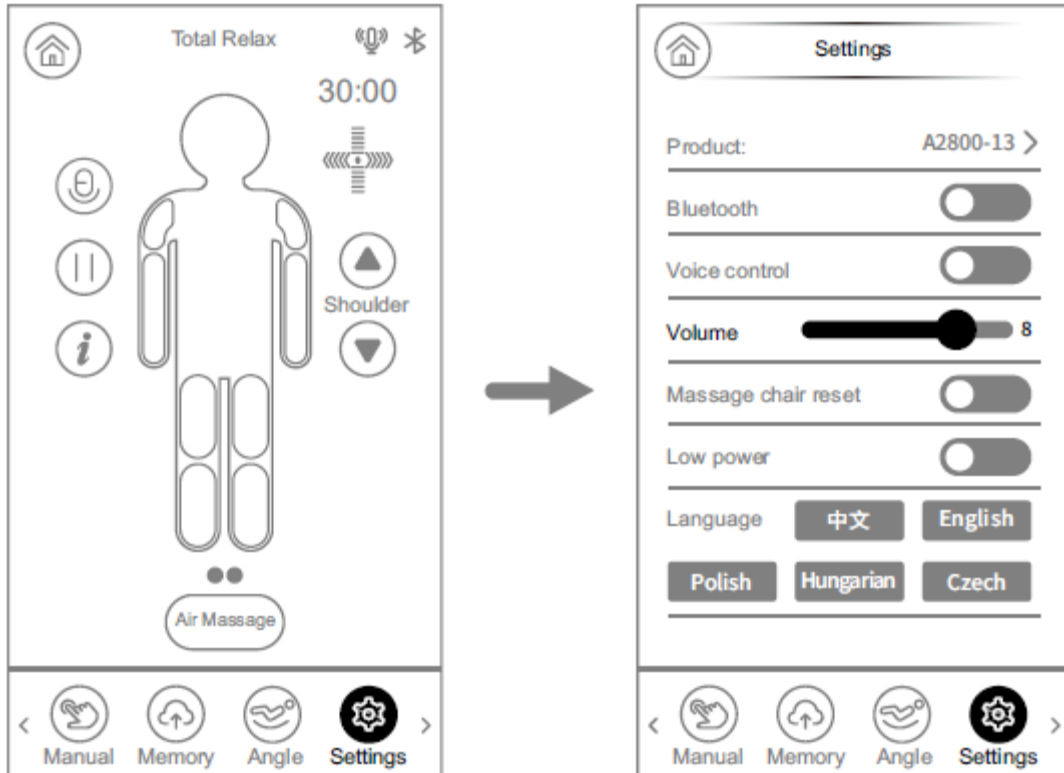 Total Relax
30:00
Shoulder
Air Massage
Manual Memory Angle Settings
Settings
Product: A2800-13
Bluetooth
Voice control
Volume 8
Massage chair reset
Low power
Language 中文 English
Polish Hungarian Czech
Manual Memory Angle Settings